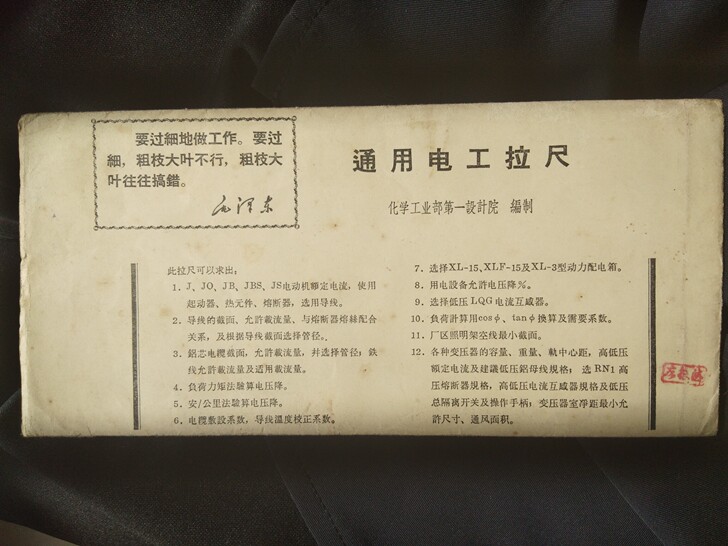 要过細地做工作。要过
細，粗枝大叶不行，粗枝大
叶往往搞錯。
毛泽东
通用电工拉尺
化学工业部第一設計院 編制
此拉尺可以求出：
1. J、JO、JB、JBS、JS电动机额定电流，使用
起动器、热元件、熔断器，选用导线。
2. 导线的截面、允許載流量、与熔断器熔絲配合
关系，及根据导线截面选择管径。
3. 鋁芯电纜截面，允許載流量，并选择管径；鉄
线允許載流量及适用載流量。
4. 負荷力矩法驗算电压降。
5. 安/公里法驗算电压降。
6. 电纜敷設系数，导线溫度校正系数。
7. 选择XL-15、XLF-15及XL-3型动力配电箱。
8. 用电設备允許电压降％。
9. 选择低压LQG电流互感器。
10. 負荷計算用cosφ、tanφ換算及需要系数。
11. 厂区照明架空线最小截面。
12. 各种变压器的容量、重量、軌中心距，高低压
額定电流及建議低压鋁母线規格；选RN1高
压熔断器規格，高低压电流互感器規格及低压
总隔离开关及操作手柄；变压器室淨距最小允
許尺寸、通风面积。